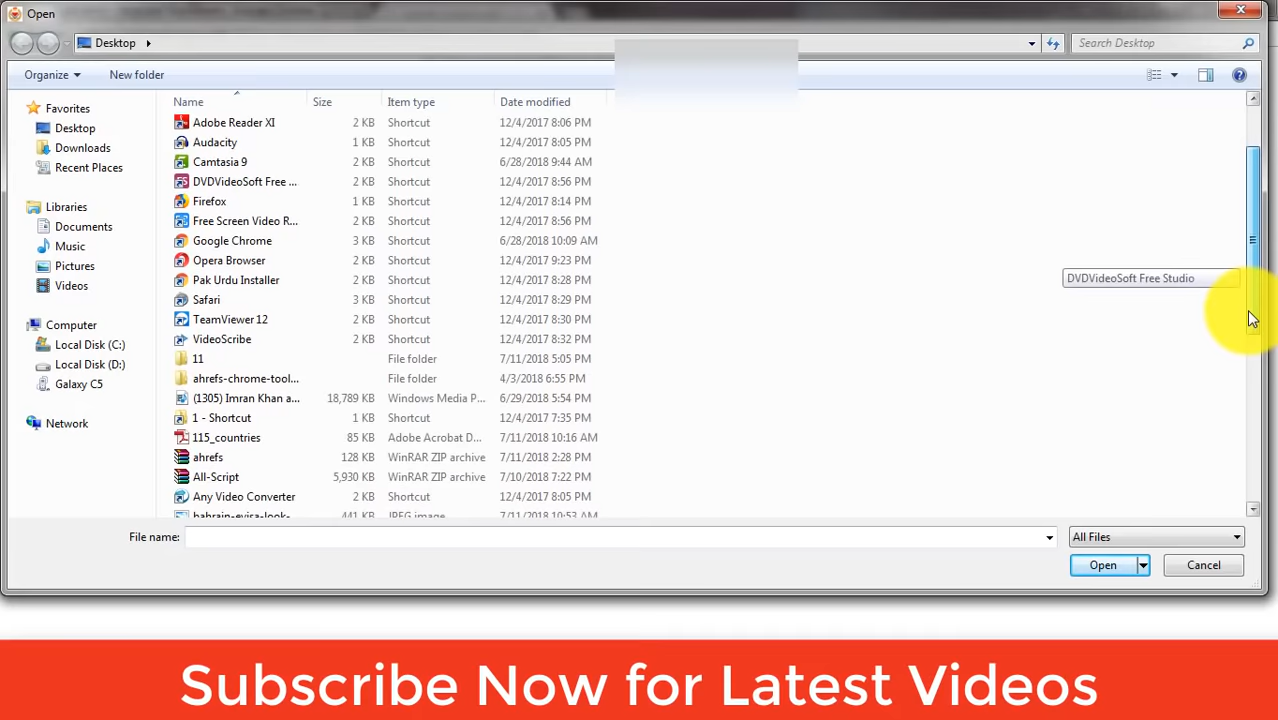 Open
Desktop
Search Desktop
Organize
New folder
Name Size Item type Date modified
Favorites
Desktop
Downloads
Recent Places
Libraries
Documents
Music
Pictures
Videos
Computer
Local Disk (C:)
Local Disk (D:)
Galaxy C5
Network
Adobe Reader XI 2 KB Shortcut 12/4/2017 8:06 PM
Audacity 1 KB Shortcut 12/4/2017 8:05 PM
Camtasia 9 2 KB Shortcut 6/28/2018 9:44 AM
DVDVideoSoft Free ... 2 KB Shortcut 12/4/2017 8:56 PM
Firefox 1 KB Shortcut 12/4/2017 8:14 PM
Free Screen Video R... 2 KB Shortcut 12/4/2017 8:56 PM
Google Chrome 3 KB Shortcut 6/28/2018 10:09 AM
Opera Browser 2 KB Shortcut 12/4/2017 9:23 PM
Pak Urdu Installer 2 KB Shortcut 12/4/2017 8:28 PM
Safari 2 KB Shortcut 12/4/2017 8:29 PM
TeamViewer 12 2 KB Shortcut 12/4/2017 8:30 PM
VideoScribe 2 KB Shortcut 12/4/2017 8:32 PM
11 File folder 7/11/2018 5:05 PM
ahrefs-chrome-tool... File folder 4/3/2018 6:55 PM
(1305) Imran Khan a... 18,789 KB Windows Media P... 6/29/2018 5:54 PM
1 - Shortcut 1 KB Shortcut 12/4/2017 7:35 PM
115_countries 85 KB Adobe Acrobat D... 7/11/2018 10:16 AM
ahrefs 128 KB WinRAR ZIP archive 7/11/2018 2:28 PM
All-Script 5,930 KB WinRAR ZIP archive 7/10/2018 7:22 PM
Any Video Converter 2 KB Shortcut 12/4/2017 8:05 PM
bahrain-evisa-look- 441 KB JPEG image 7/11/2018 10:53 AM
DVDVideoSoft Free Studio
File name:
All Files
Open
Cancel
Subscribe Now for Latest Videos